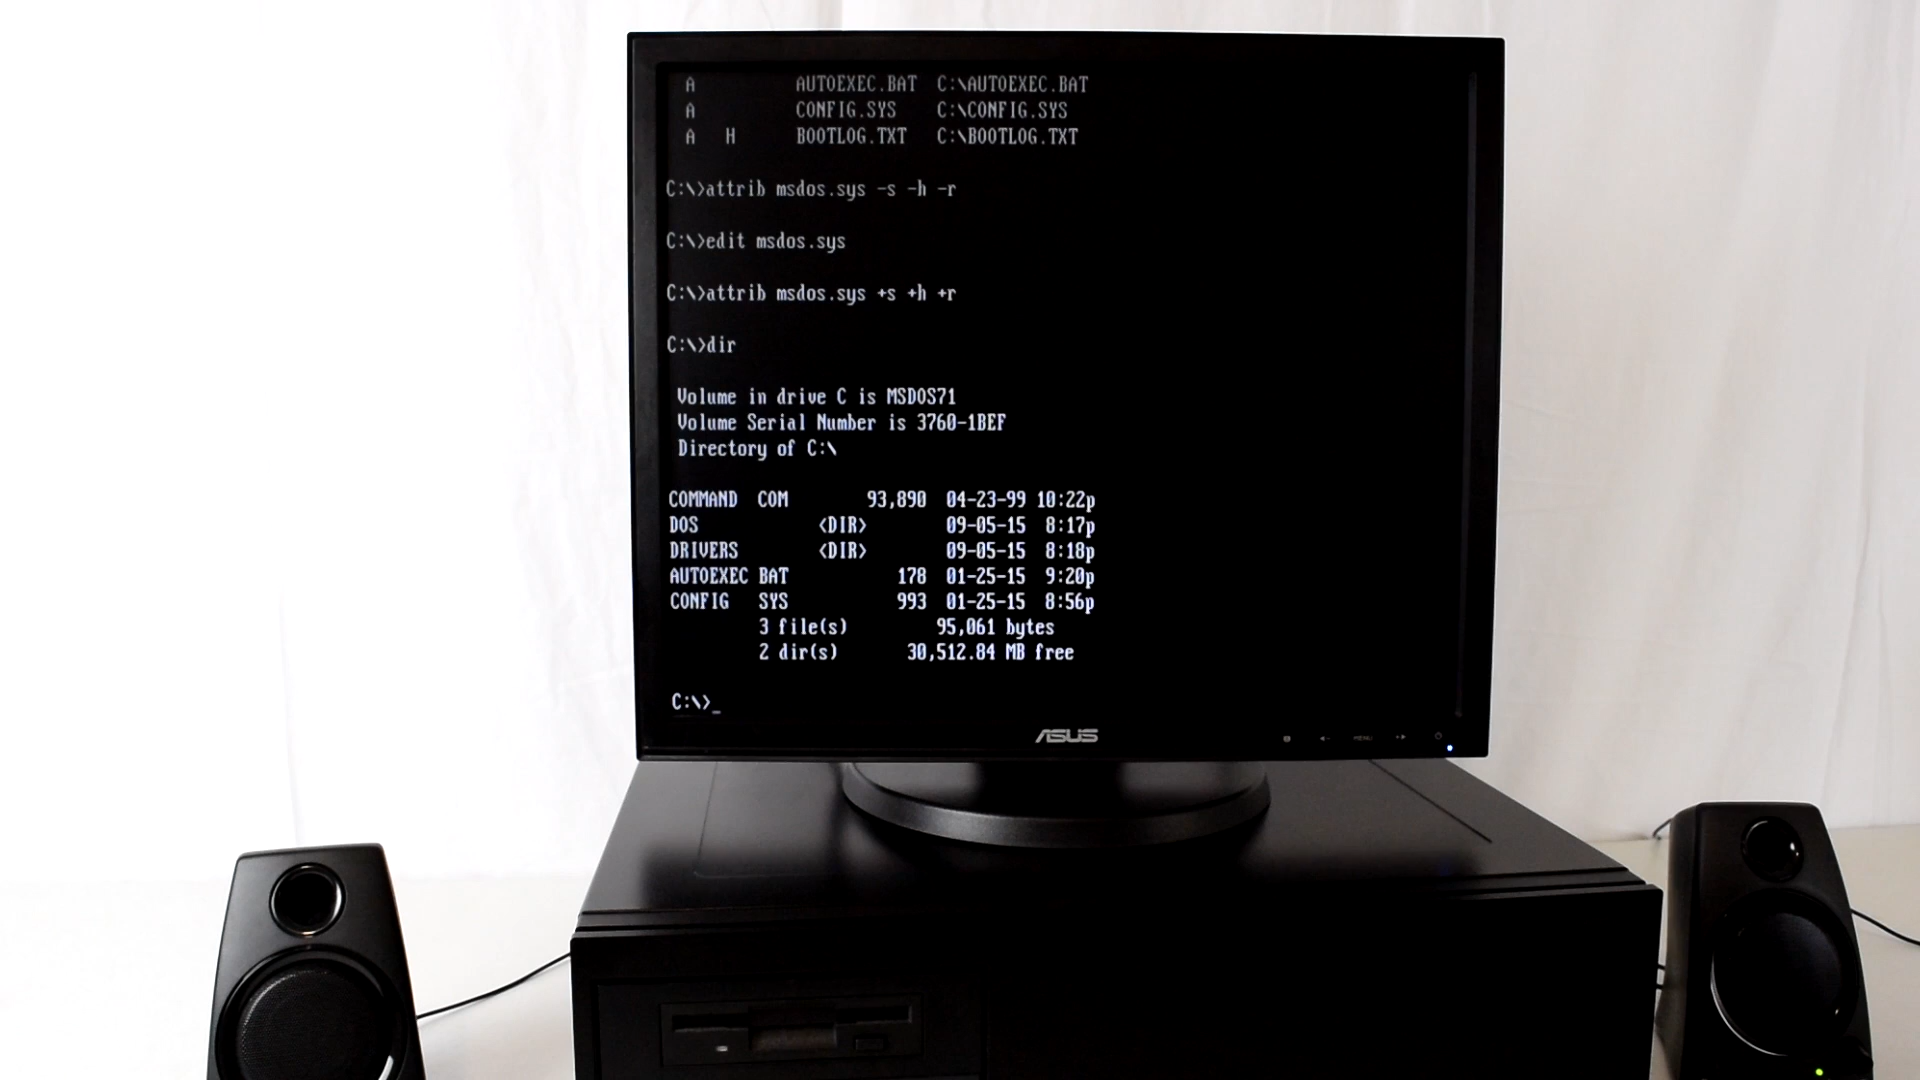 A AUTOEXEC.BAT C:\AUTOEXEC.BAT
A CONFIG.SYS C:\CONFIG.SYS
A H BOOTLOG.TXT C:\BOOTLOG.TXT
C:\>attrib msdos.sys -s -h -r
C:\>edit msdos.sys
C:\>attrib msdos.sys +s +h +r
C:\>dir
Volume in drive C is MSDOS71
Volume Serial Number is 3760-1BEF
Directory of C:\
COMMAND COM 93,890 04-23-99 10:22p
DOS <DIR> 09-05-15 8:17p
DRIVERS <DIR> 09-05-15 8:18p
AUTOEXEC BAT 178 01-25-15 9:20p
CONFIG SYS 993 01-25-15 8:56p
3 file(s) 95,061 bytes
2 dir(s) 30,512.84 MB free
C:\>_
ASUS
MENU